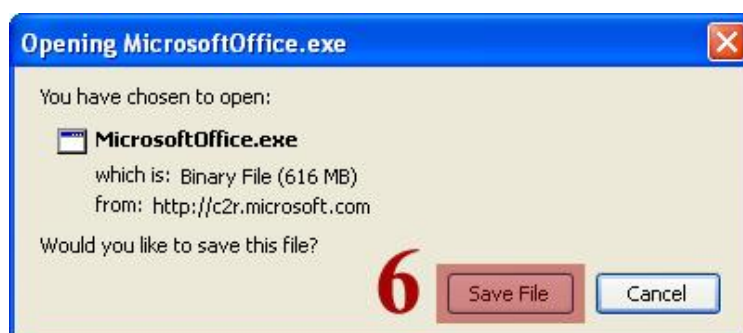 Opening MicrosoftOffice.exe
You have chosen to open:
MicrosoftOffice.exe
which is: Binary File (616 MB)
from: http://c2r.microsoft.com
Would you like to save this file?
6 Save File Cancel